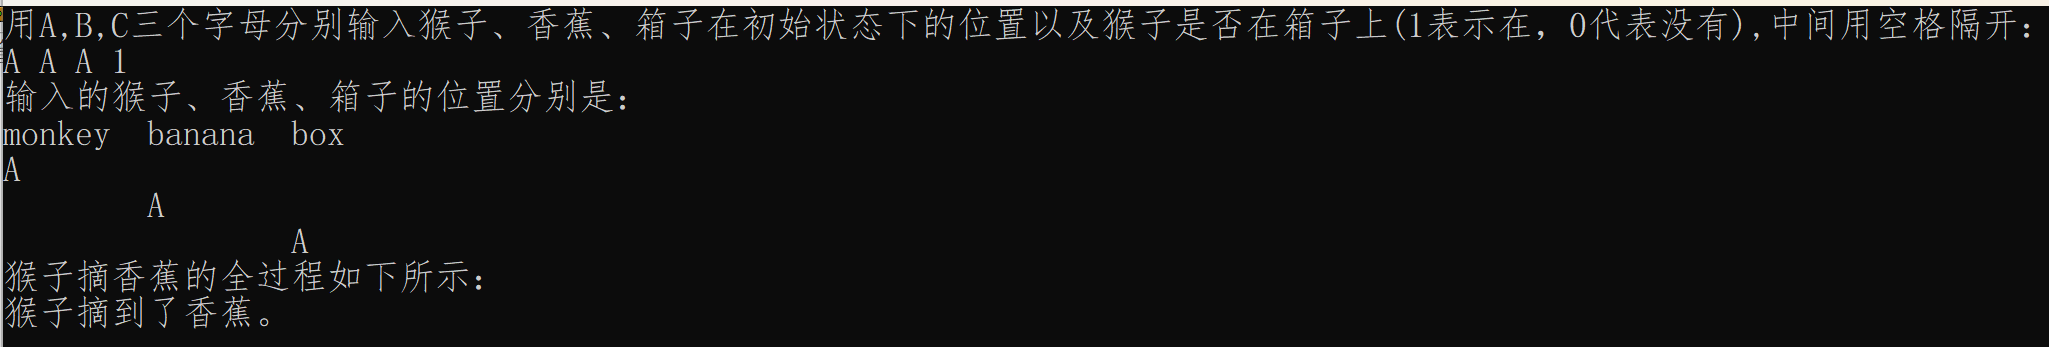 用A,B,C三个字母分别输入猴子、香蕉、箱子在初始状态下的位置以及猴子是否在箱子上(1表示在，0代表没有),中间用空格隔开：
A A A 1
输入的猴子、香蕉、箱子的位置分别是：
monkey  banana  box
A
A
A
猴子摘香蕉的全过程如下所示：
猴子摘到了香蕉。